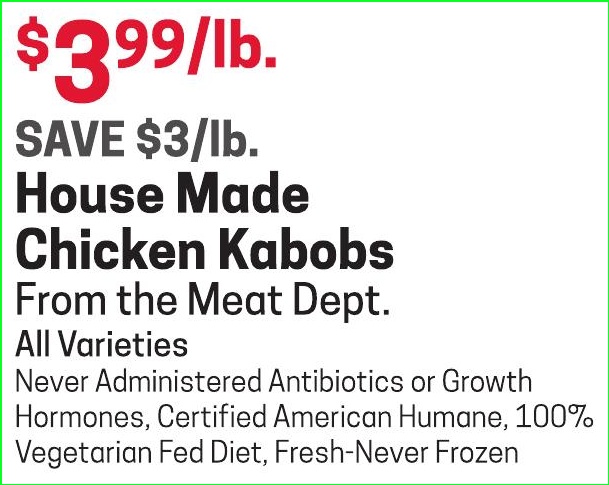 $3.99/lb.
SAVE $3/lb.
House Made
Chicken Kabobs
From the Meat Dept.
All Varieties
Never Administered Antibiotics or Growth
Hormones, Certified American Humane, 100%
Vegetarian Fed Diet, Fresh-Never Frozen